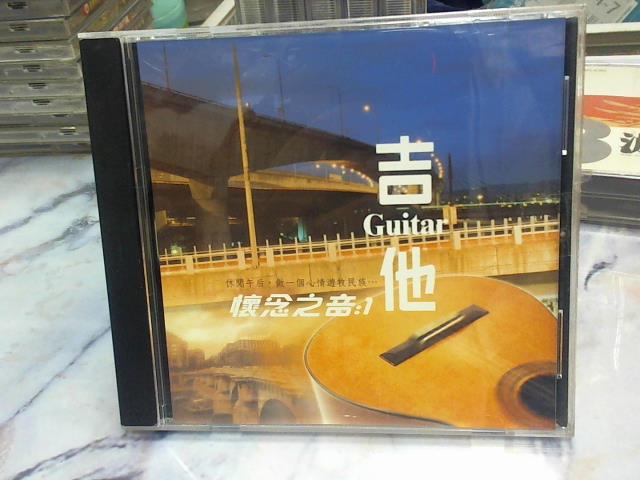 吉
Guitar
他
休閒午后，做一個心情遊牧民族…
懷念之音:1